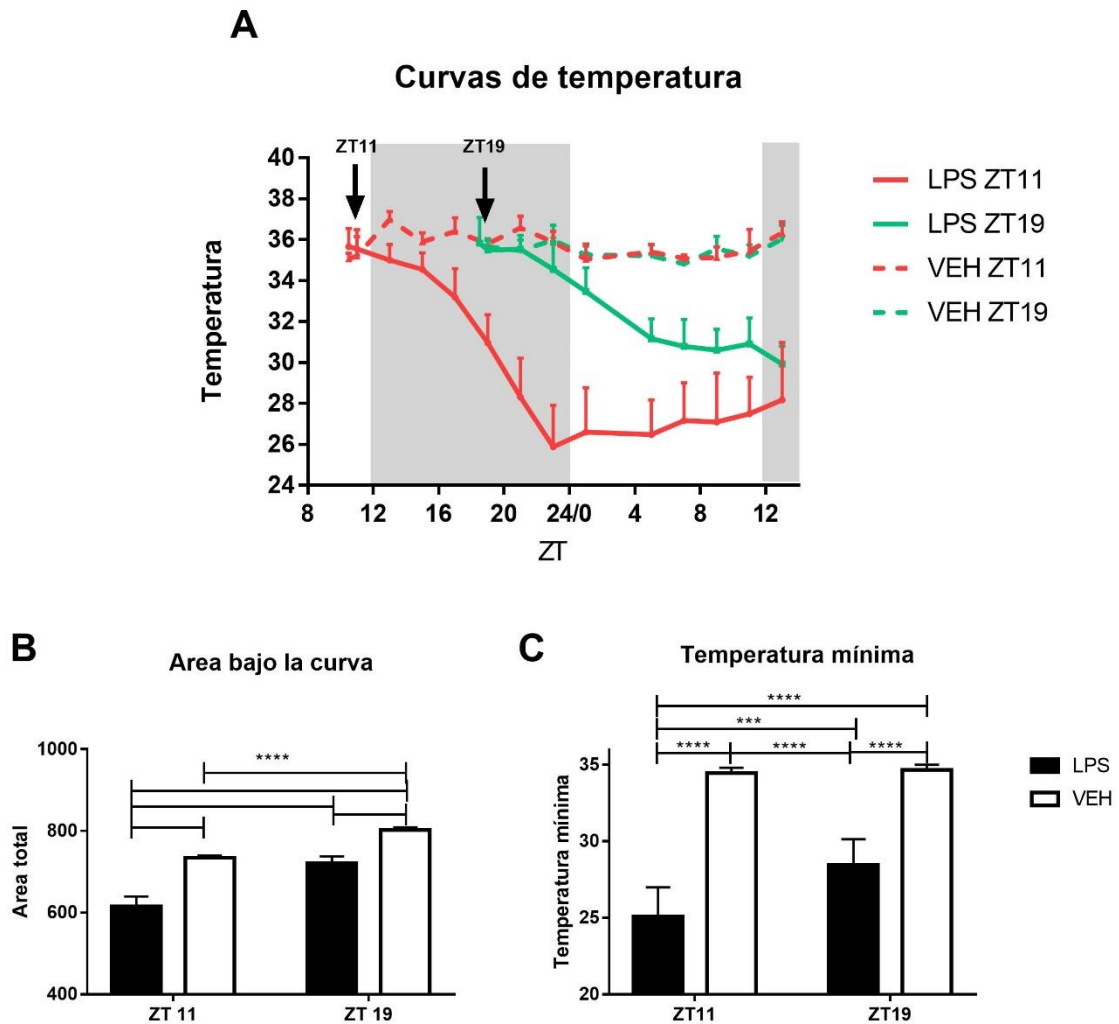 A
Curvas de temperatura
ZT11
ZT19
40
38
36
34
32
30
28
26
24
Temperatura
8 12 16 20 24/0 4 8 12
ZT
LPS ZT11
LPS ZT19
VEH ZT11
VEH ZT19
B
Area bajo la curva
****
1000
800
600
400
Area total
ZT 11 ZT 19
C
Temperatura mínima
****
***
**** **** ****
35
30
25
20
Temperatura mínima
ZT11 ZT19
LPS
VEH